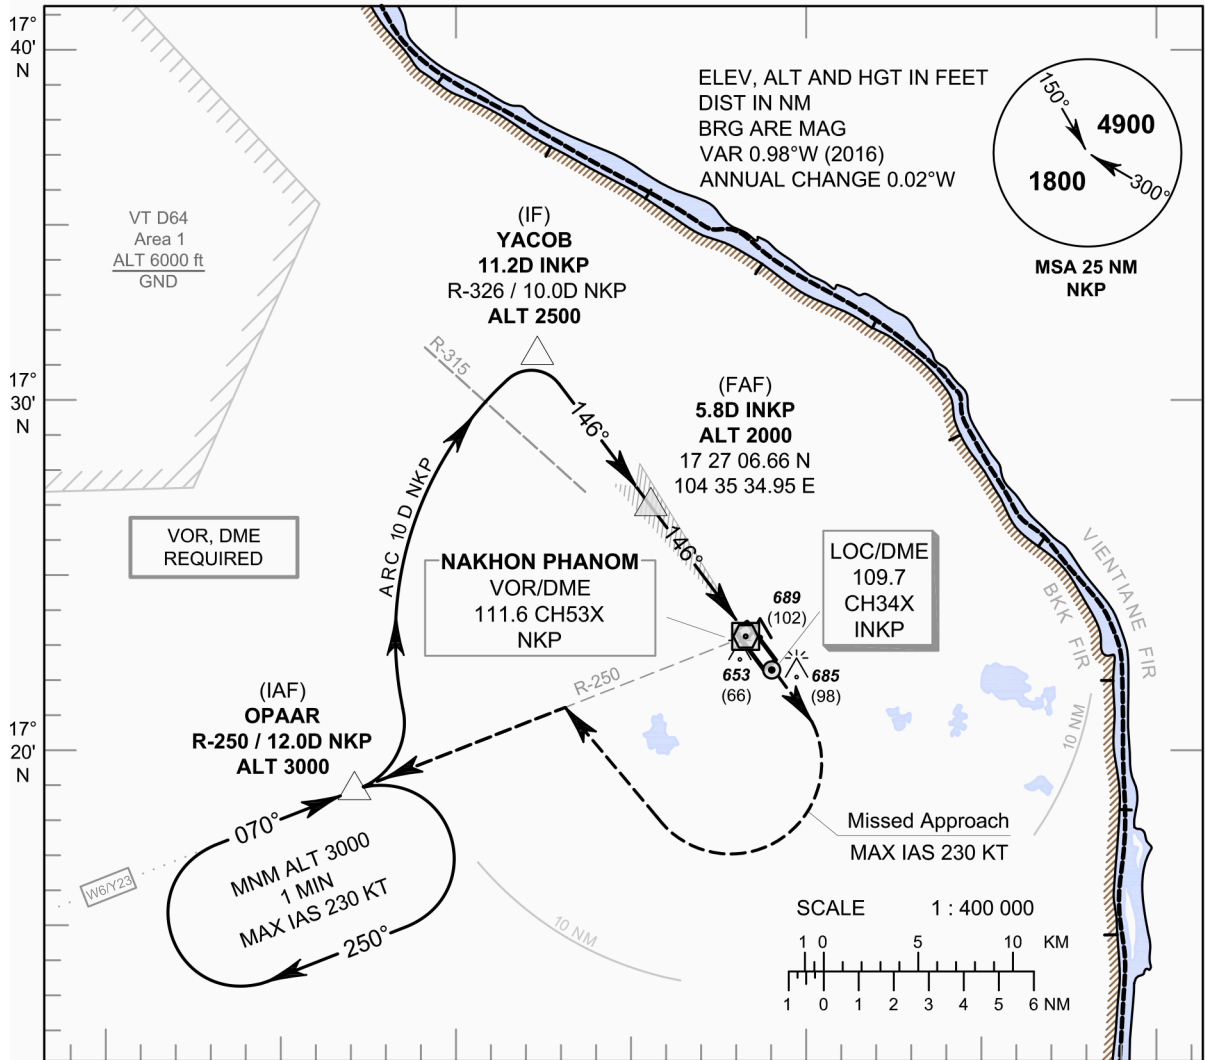 17°
40'
N
ELEV, ALT AND HGT IN FEET
DIST IN NM
BRG ARE MAG
VAR 0.98°W (2016)
ANNUAL CHANGE 0.02°W
150°
4900
1800
300°
MSA 25 NM
NKP
VT D64
Area 1
ALT 6000 ft
GND
(IF)
YACOB
11.2D INKP
R-326 / 10.0D NKP
ALT 2500
R-315
17°
30'
N
146°
(FAF)
5.8D INKP
ALT 2000
17 27 06.66 N
104 35 34.95 E
ARC 10 D NKP
VOR, DME
REQUIRED
146°
NAKHON PHANOM
VOR/DME
111.6 CH53X
NKP
LOC/DME
109.7
CH34X
INKP
VIENTIANE FIR
BKK FIR
689
(102)
653
(66)
685
(98)
R-250
(IAF)
OPAAR
R-250 / 12.0D NKP
ALT 3000
17°
20'
N
10 NM
070°
MNM ALT 3000
1 MIN
MAX IAS 230 KT
250°
W6/Y23
Missed Approach
MAX IAS 230 KT
10 NM
SCALE 1 : 400 000
1 0 5 10 KM
1 0 1 2 3 4 5 6 NM